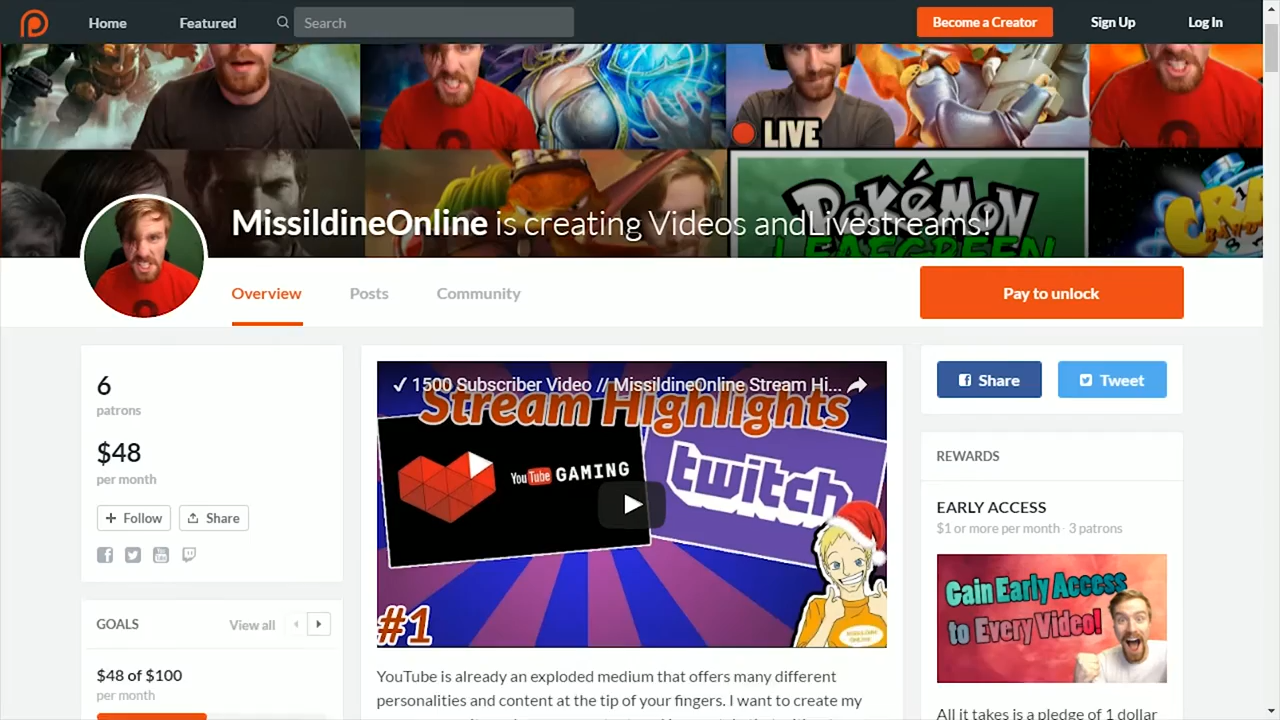 Home
Featured
Search
Become a Creator
Sign Up
Log In
LIVE
POKéMON
LEAFGREEN
MissildineOnline is creating Videos andLivestreams!
Overview
Posts
Community
Pay to unlock
6
patrons
$48
per month
+ Follow
Share
GOALS
View all
$48 of $100
per month
✓ 1500 Subscriber Video // MissildineOnline Stream Hi...
Stream Highlights
YouTube GAMING
twitch
#1
YouTube is already an exploded medium that offers many different
personalities and content at the tip of your fingers. I want to create my
Share
Tweet
REWARDS
EARLY ACCESS
$1 or more per month · 3 patrons
Gain Early Access
to Every Video!
All it takes is a pledge of 1 dollar